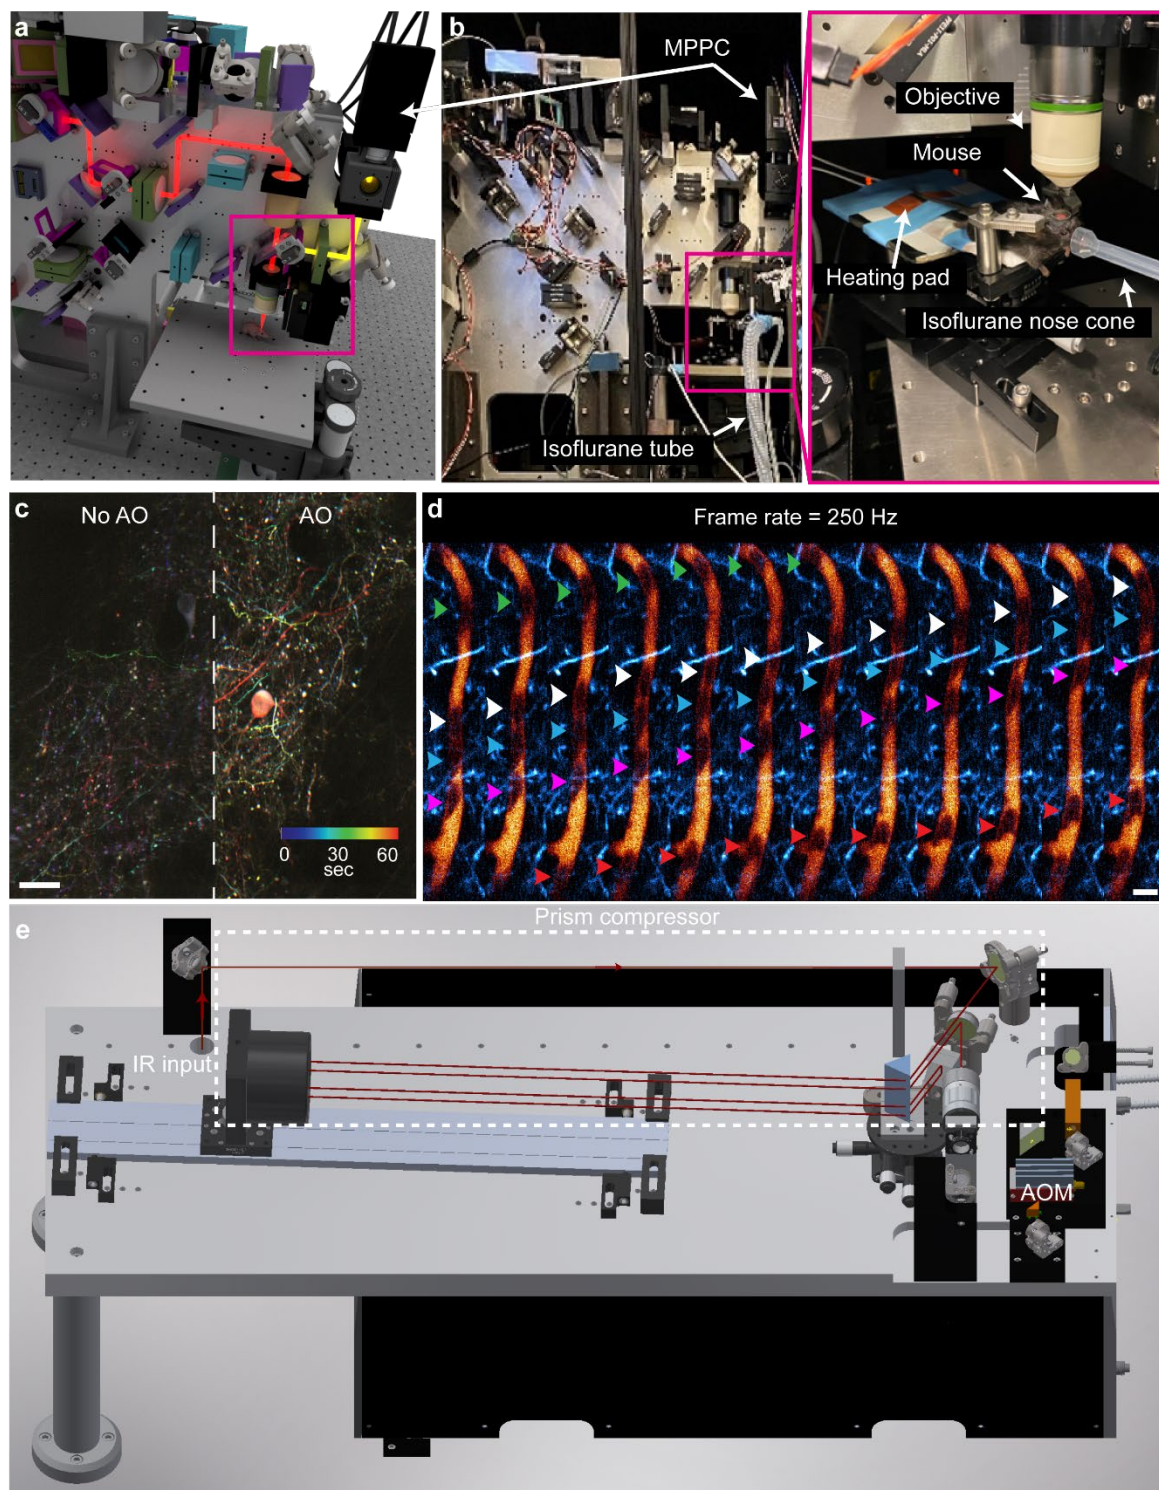 a
b
MPPC
Objective
Mouse
Heating pad
Isoflurane nose cone
Isoflurane tube
c
No AO
AO
0
30
60
sec
d
Frame rate = 250 Hz
e
Prism compressor
IR input
AOM